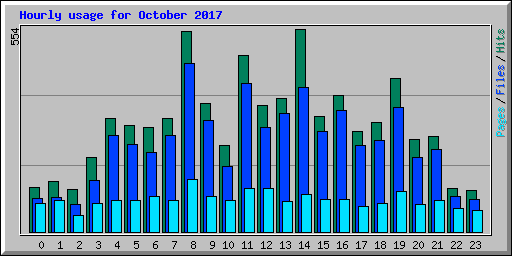 Hourly usage for October 2017
554
Pages / Files / Hits
0 1 2 3 4 5 6 7 8 9 10 11 12 13 14 15 16 17 18 19 20 21 22 23